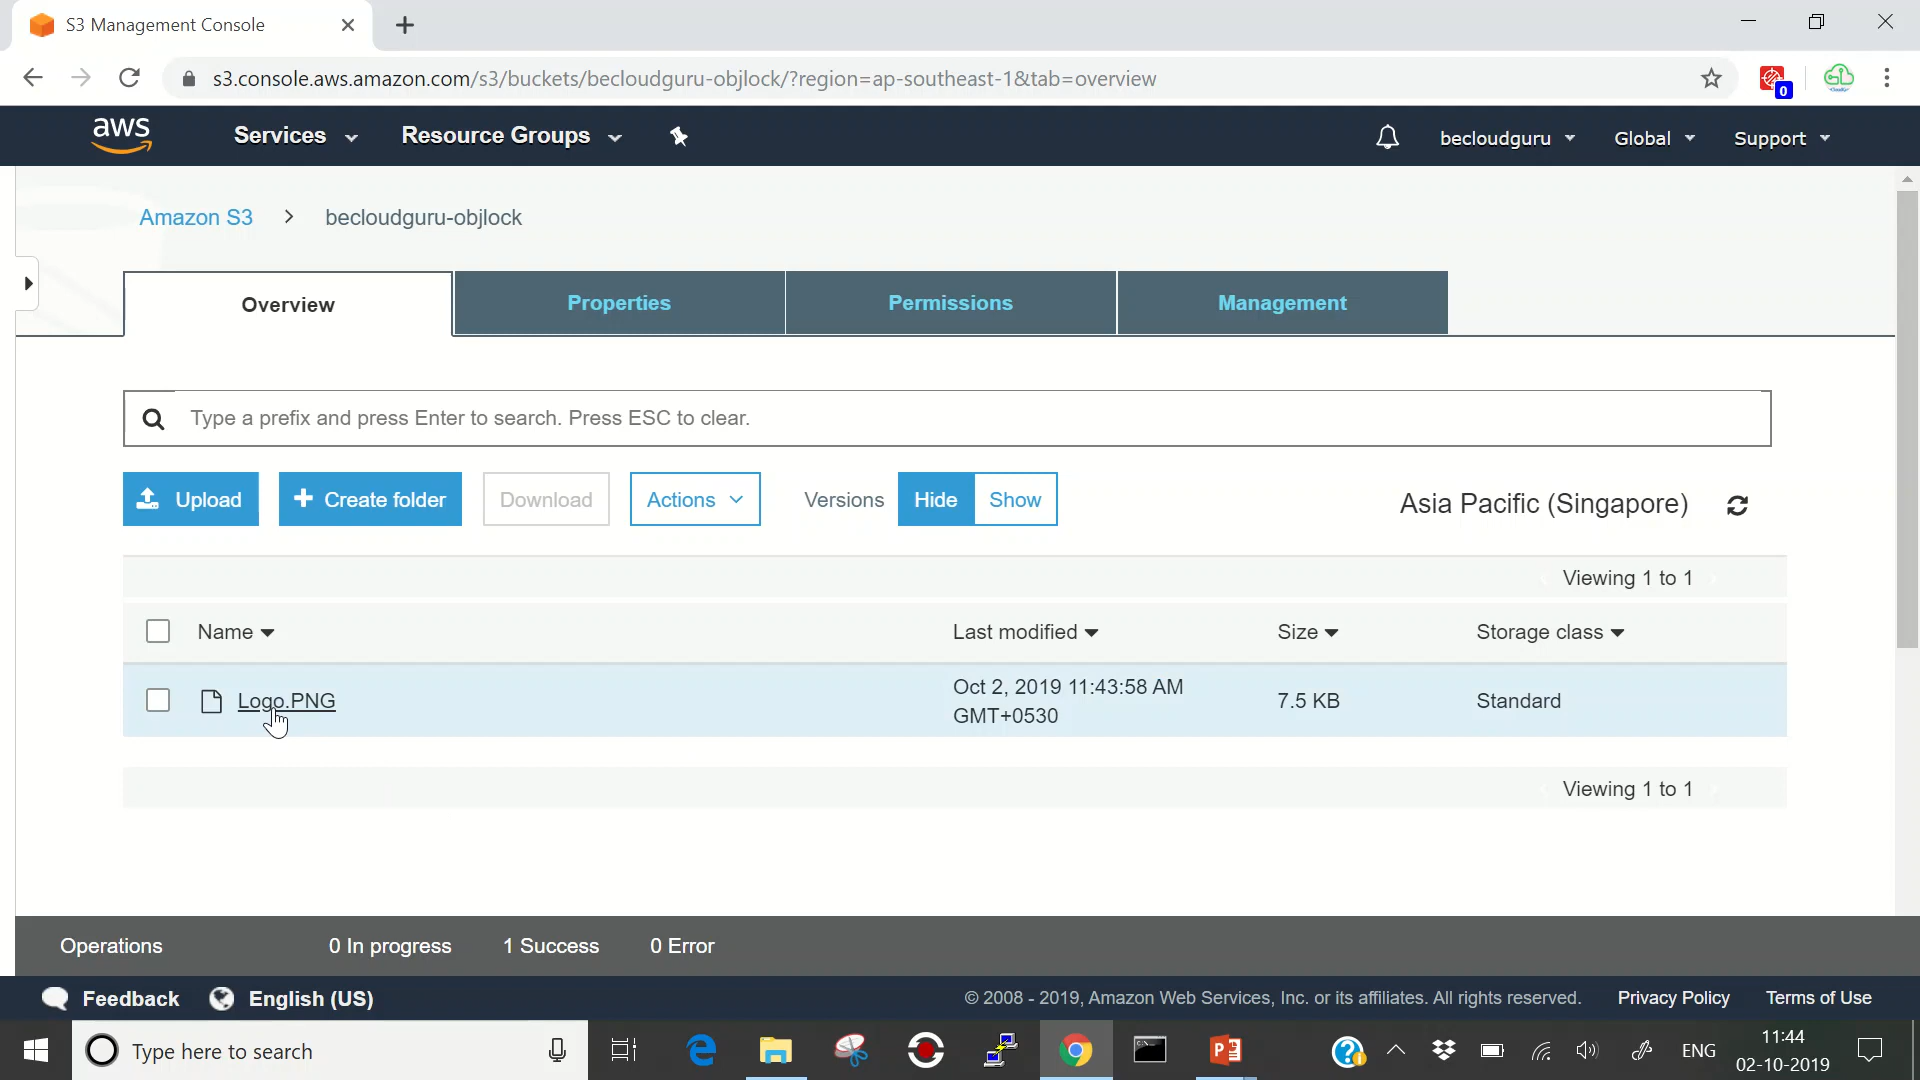 S3 Management Console
s3.console.aws.amazon.com/s3/buckets/becloudguru-objlock/?region=ap-southeast-1&tab=overview
0
aws
Services
Resource Groups
becloudguru
Global
Support
Amazon S3
becloudguru-objlock
Overview
Properties
Permissions
Management
Type a prefix and press Enter to search. Press ESC to clear.
Upload
Create folder
Download
Actions
Versions
Hide
Show
Asia Pacific (Singapore)
Viewing 1 to 1
Name
Last modified
Size
Storage class
Logo.PNG
Oct 2, 2019 11:43:58 AM
GMT+0530
7.5 KB
Standard
Viewing 1 to 1
Operations
0 In progress
1 Success
0 Error
Feedback
English (US)
© 2008 - 2019, Amazon Web Services, Inc. or its affiliates. All rights reserved.
Privacy Policy
Terms of Use
Type here to search
ENG
11:44
02-10-2019